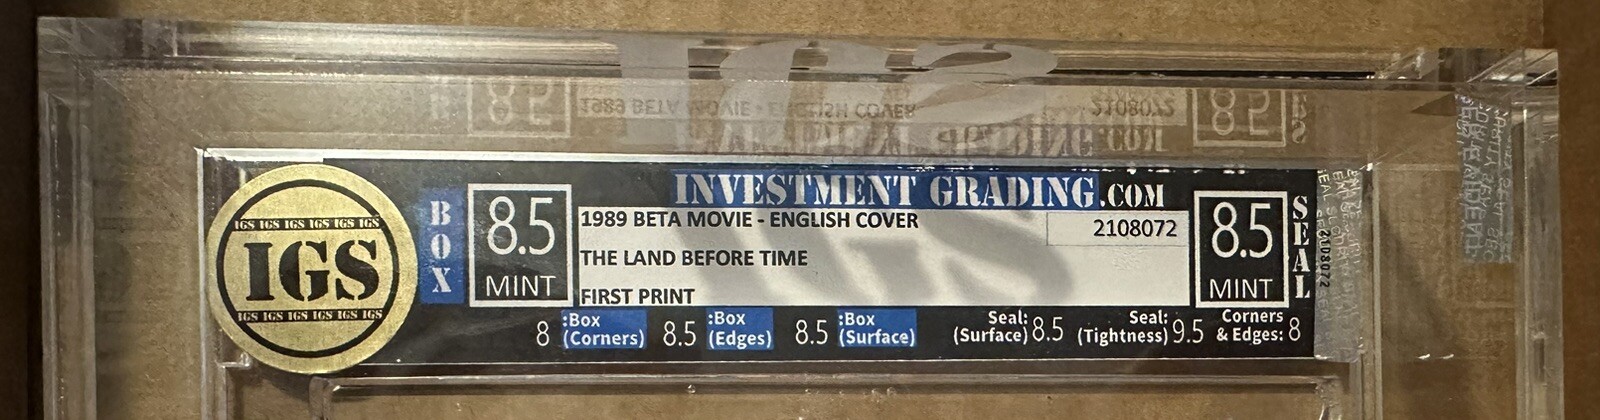 INVESTMENT GRADING.COM
IGS IGS IGS IGS IGS IGS
IGS
IGS IGS IGS IGS IGS IGS
BOX
8.5
MINT
1989 BETA MOVIE - ENGLISH COVER
2108072
THE LAND BEFORE TIME
FIRST PRINT
8.5
MINT
SEAL
2108072
8 :Box (Corners)
8.5 :Box (Edges)
8.5 :Box (Surface)
Seal: (Surface) 8.5
Seal: (Tightness) 9.5
Corners & Edges: 8